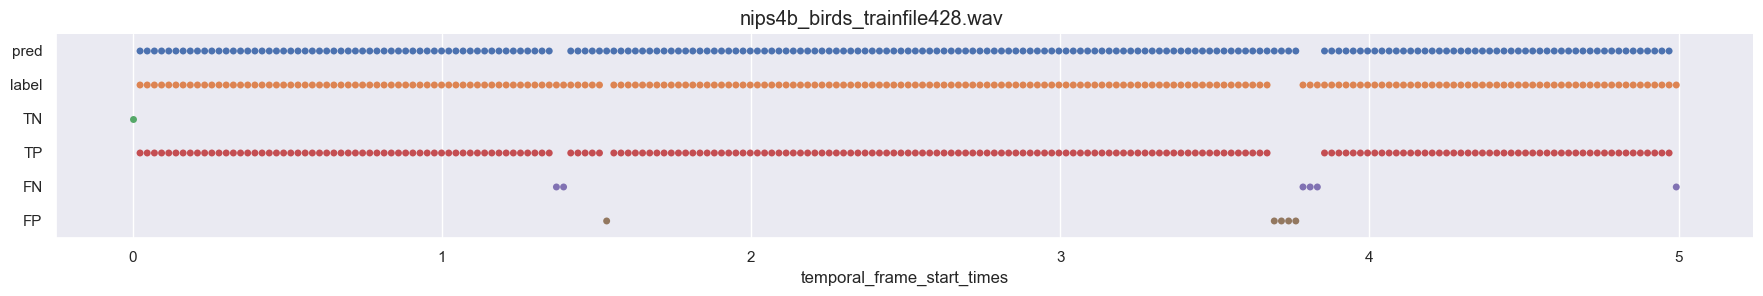 nips4b_birds_trainfile428.wav
pred
label
TN
TP
FN
FP
0 1 2 3 4 5
temporal_frame_start_times